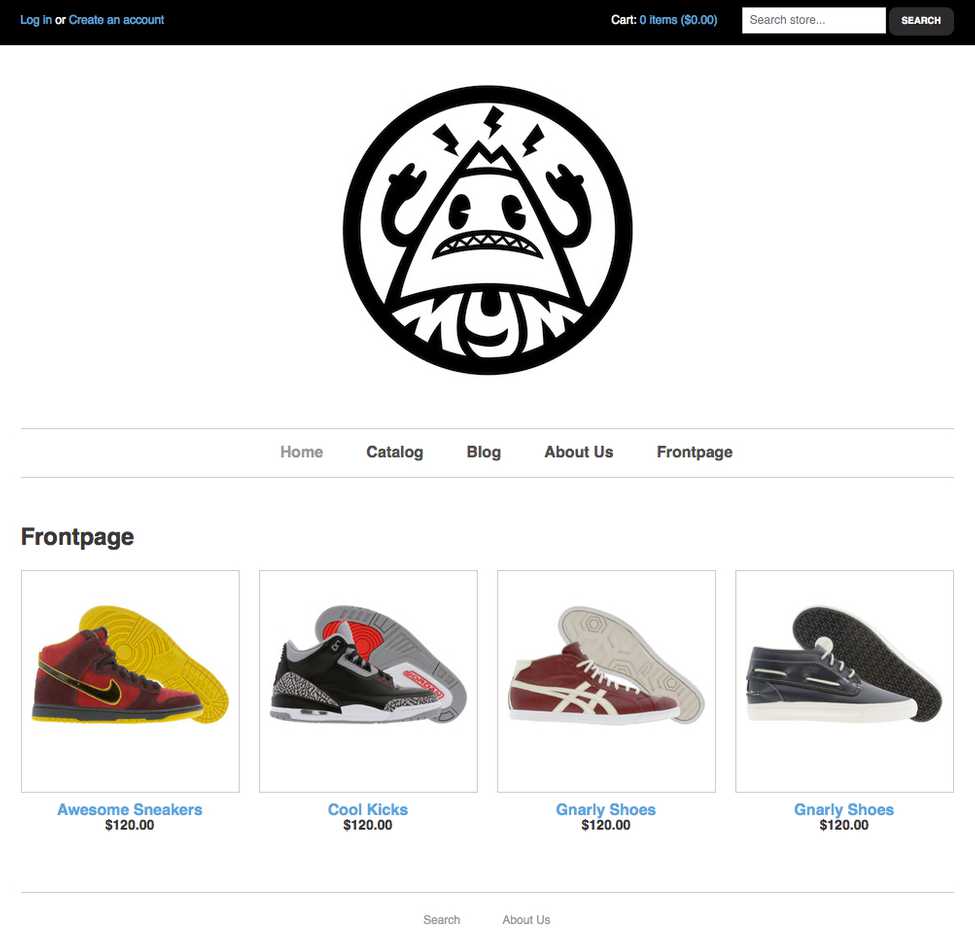 Log in or Create an account
Cart: 0 items ($0.00)
Search store...
SEARCH
MYM
Home Catalog Blog About Us Frontpage
Frontpage
Awesome Sneakers
$120.00
Cool Kicks
$120.00
Gnarly Shoes
$120.00
Gnarly Shoes
$120.00
Search About Us